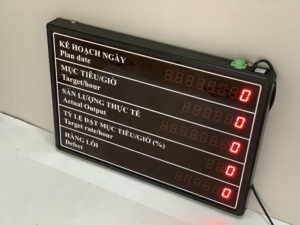 KẾ HOẠCH NGÀY
Plan date
0
MỤC TIÊU/GIỜ
Target/hour
0
SẢN LƯỢNG THỰC TẾ
Actual Output
0
TỶ LỆ ĐẠT MỤC TIÊU/GIỜ (%)
Target rate/hour
0
HÀNG LỖI
Defect
0